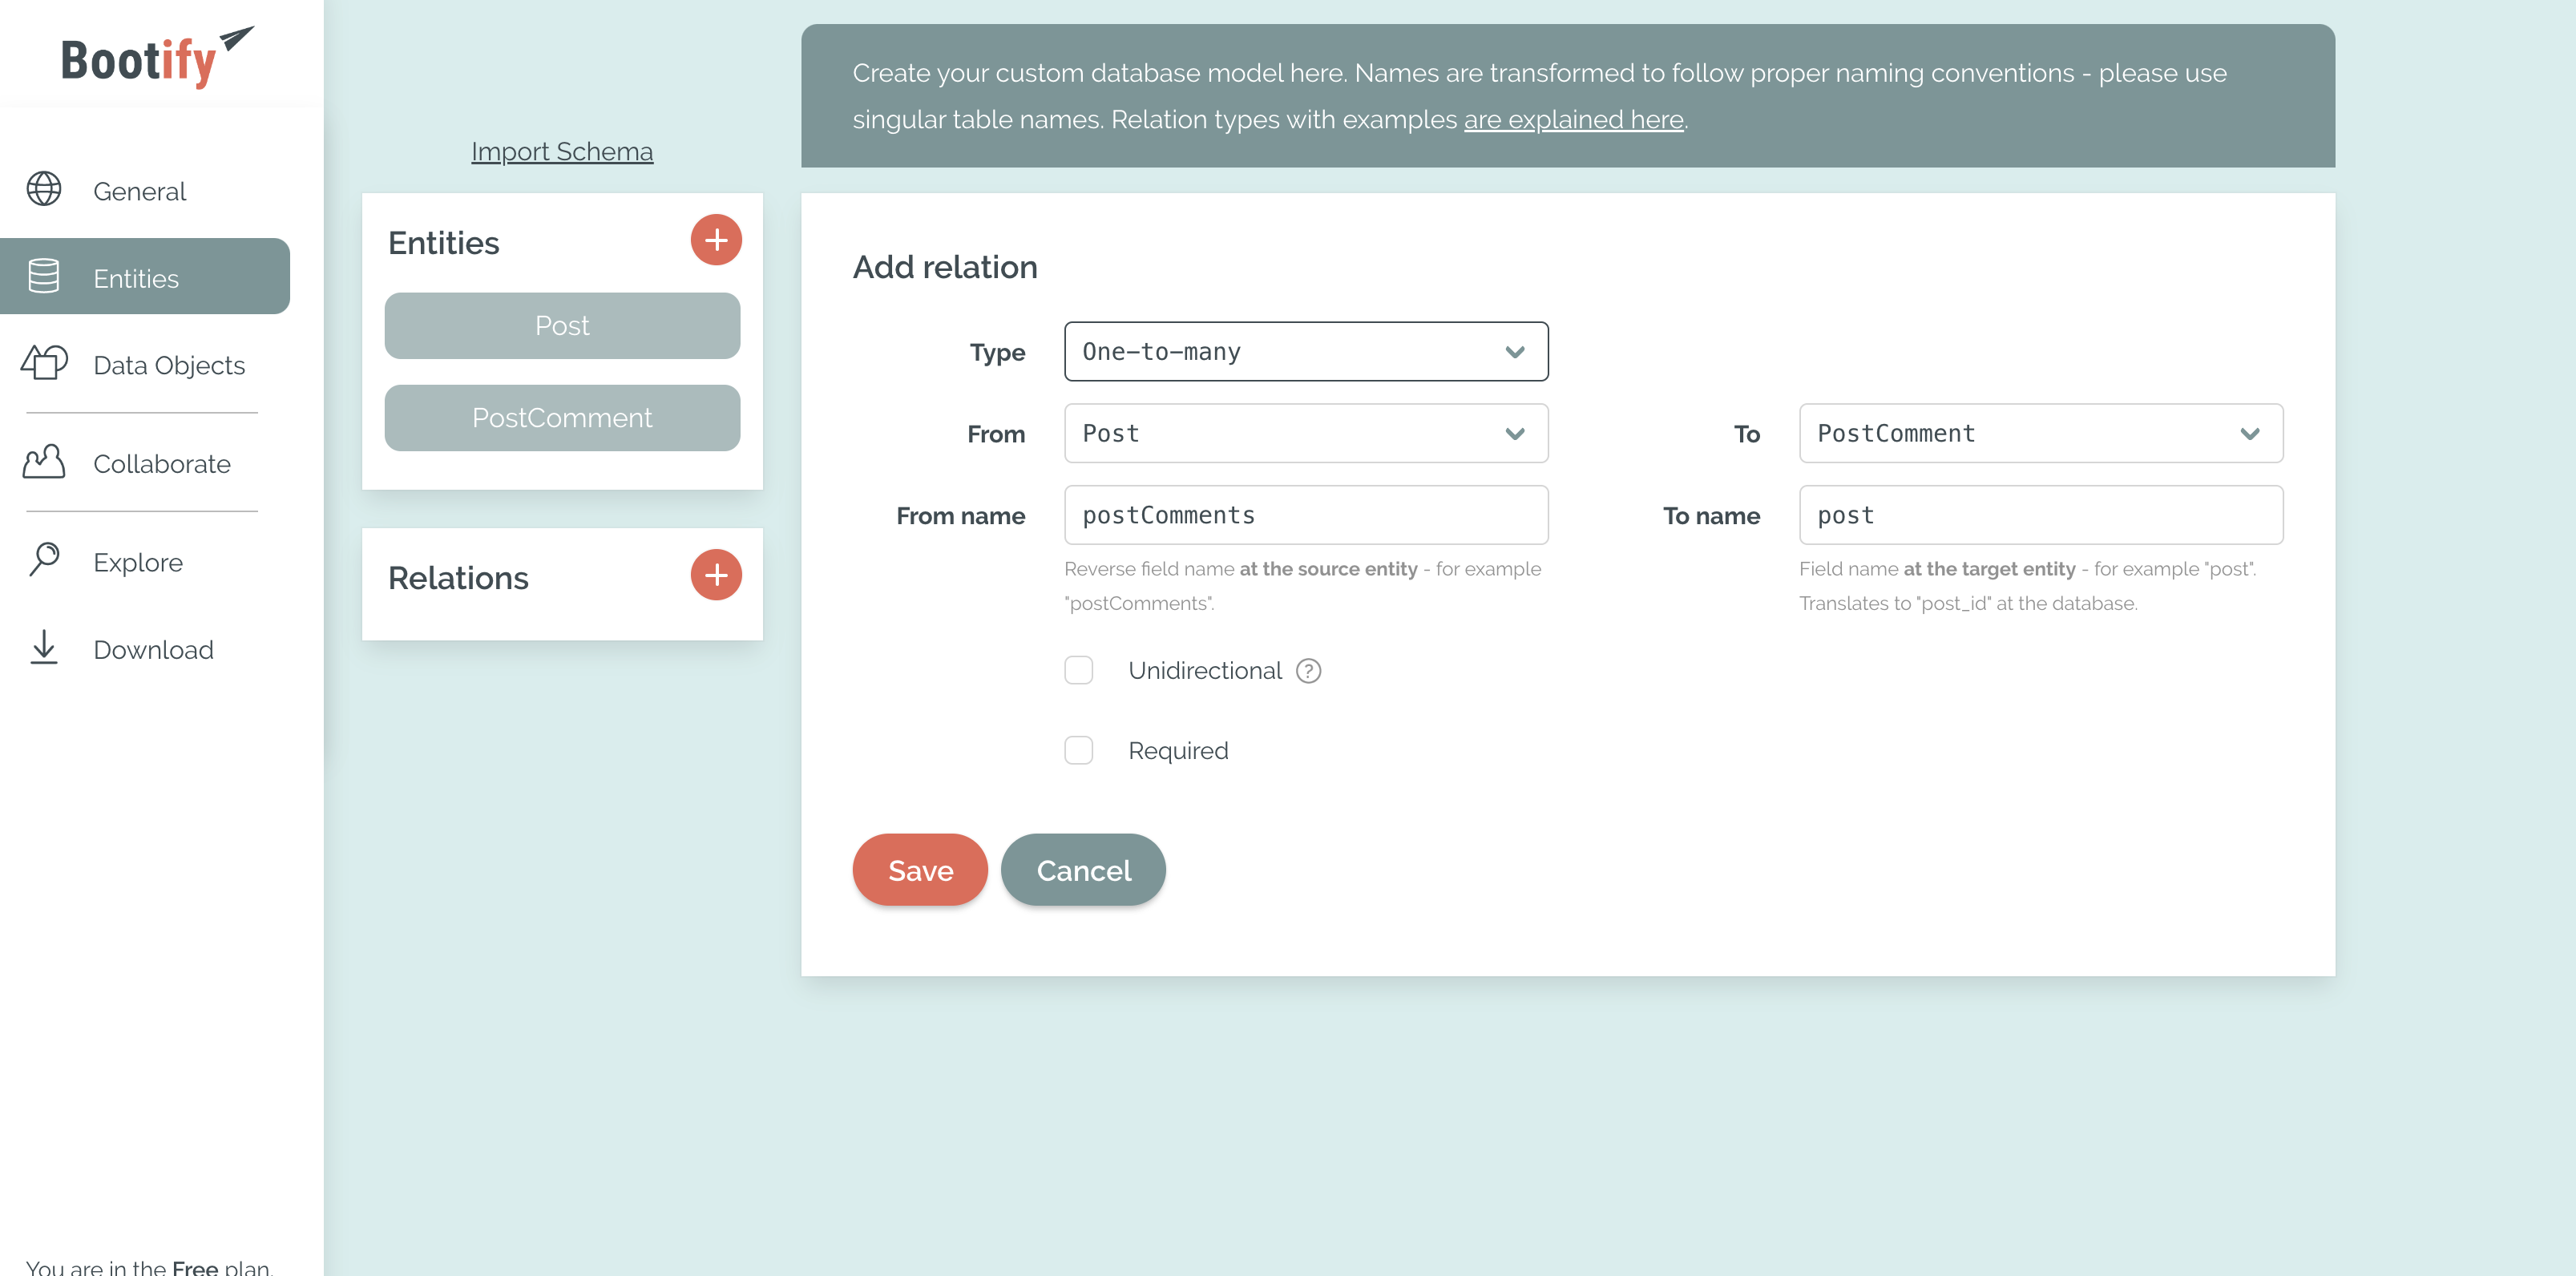 Bootify
General
Entities
Data Objects
Collaborate
Explore
Download
You are in the Free plan.
Import Schema
Entities
Post
PostComment
Relations
Create your custom database model here. Names are transformed to follow proper naming conventions - please use
singular table names. Relation types with examples are explained here.
Add relation
Type One-to-many
From Post To PostComment
From name postComments To name post
Reverse field name at the source entity - for example
"postComments".
Field name at the target entity - for example "post".
Translates to "post_id" at the database.
Unidirectional ?
Required
Save Cancel